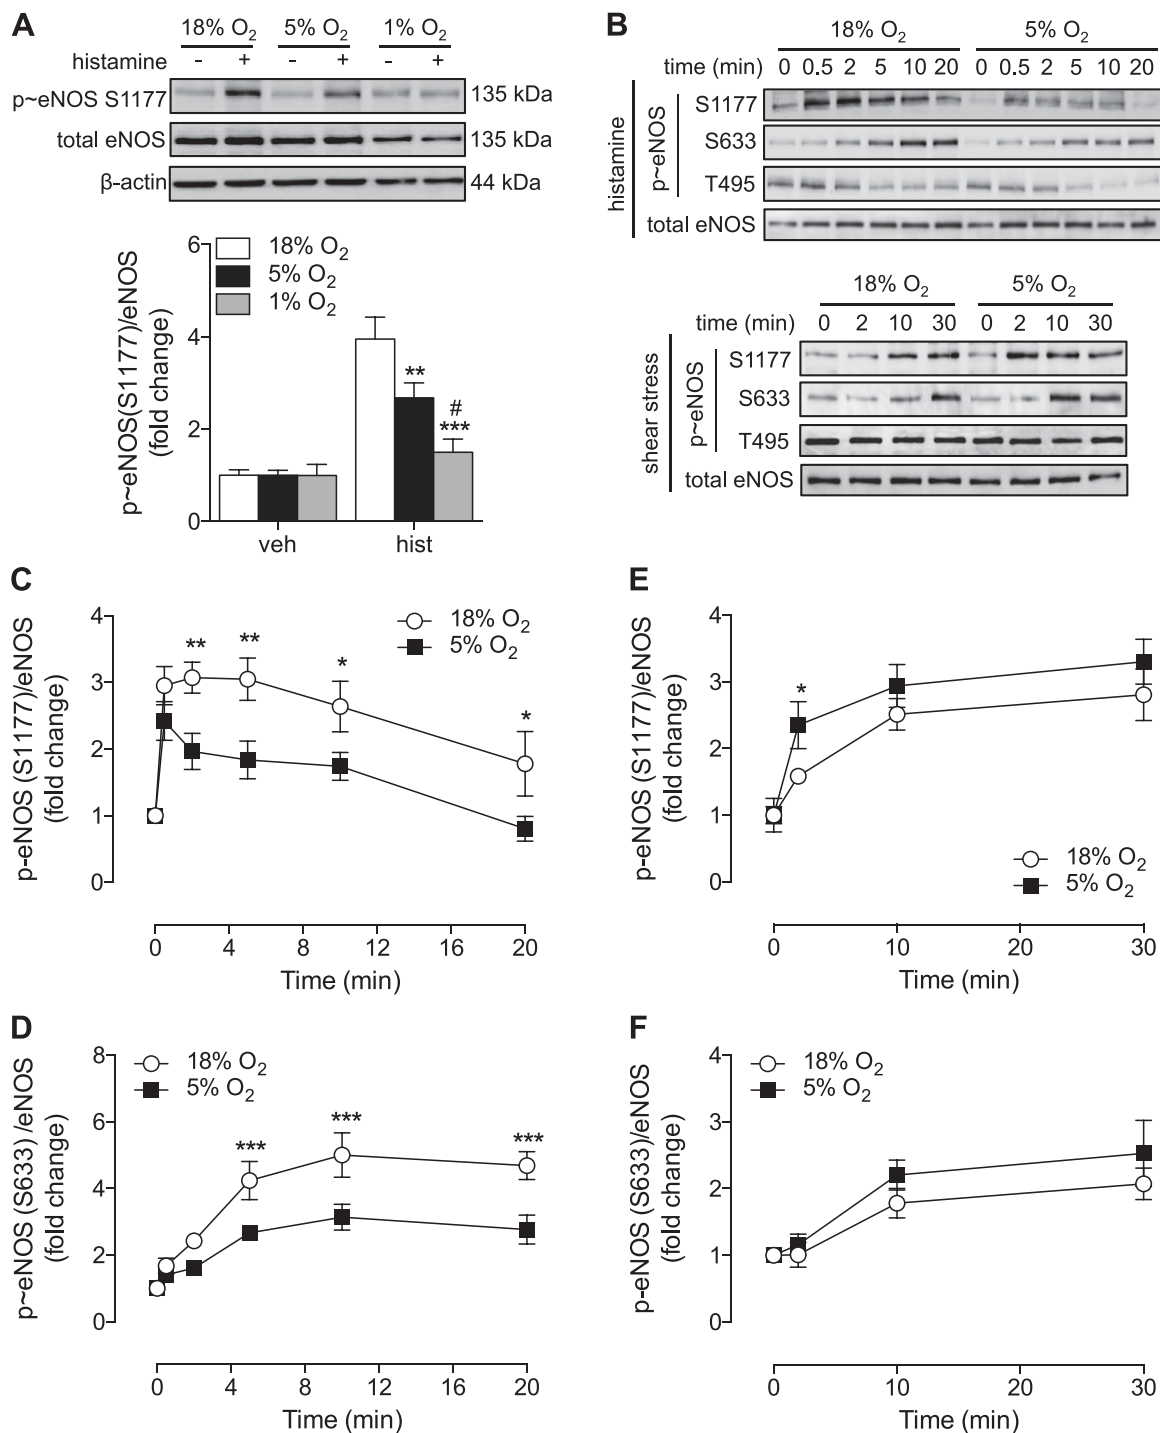 A
18% O2 5% O2 1% O2
histamine - + - + - +
p~eNOS S1177 135 kDa
total eNOS 135 kDa
β-actin 44 kDa
p~eNOS(S1177)/eNOS
(fold change)
6
4
2
0
18% O2
5% O2
1% O2
**
#
***
veh hist
B
18% O2 5% O2
time (min) 0 0.5 2 5 10 20 0 0.5 2 5 10 20
histamine
p~eNOS
S1177
S633
T495
total eNOS
18% O2 5% O2
time (min) 0 2 10 30 0 2 10 30
shear stress
p~eNOS
S1177
S633
T495
total eNOS
C
p-eNOS (S1177)/eNOS
(fold change)
4
3
2
1
0
18% O2
5% O2
** ** * *
0 4 8 12 16 20
Time (min)
E
p-eNOS (S1177)/eNOS
(fold change)
4
3
2
1
0
*
18% O2
5% O2
0 10 20 30
Time (min)
D
p~eNOS (S633) /eNOS
(fold change)
8
6
4
2
0
18% O2
5% O2
*** *** ***
0 4 8 12 16 20
Time (min)
F
p-eNOS (S633)/eNOS
(fold change)
4
3
2
1
0
18% O2
5% O2
0 10 20 30
Time (min)